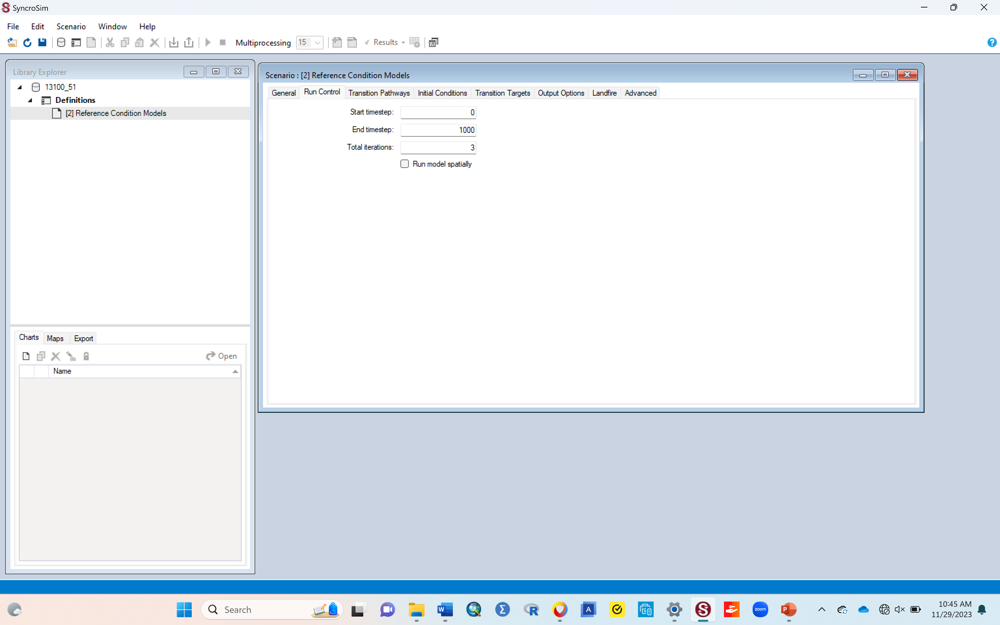 SyncroSim
File Edit Scenario Window Help
Multiprocessing 15 Results
Library Explorer
13100_51
Definitions
[2] Reference Condition Models
Charts Maps Export
Open
Name
Scenario : [2] Reference Condition Models
General Run Control Transition Pathways Initial Conditions Transition Targets Output Options Landfire Advanced
Start timestep: 0
End timestep: 1000
Total iterations: 3
Run model spatially
Search
zoom
10:45 AM
11/29/2023